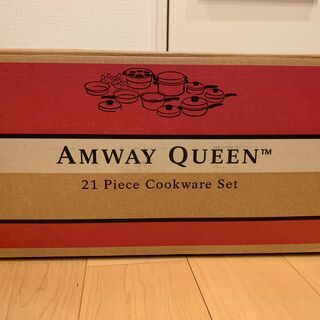 AMWAY QUEEN™
21 Piece Cookware Set